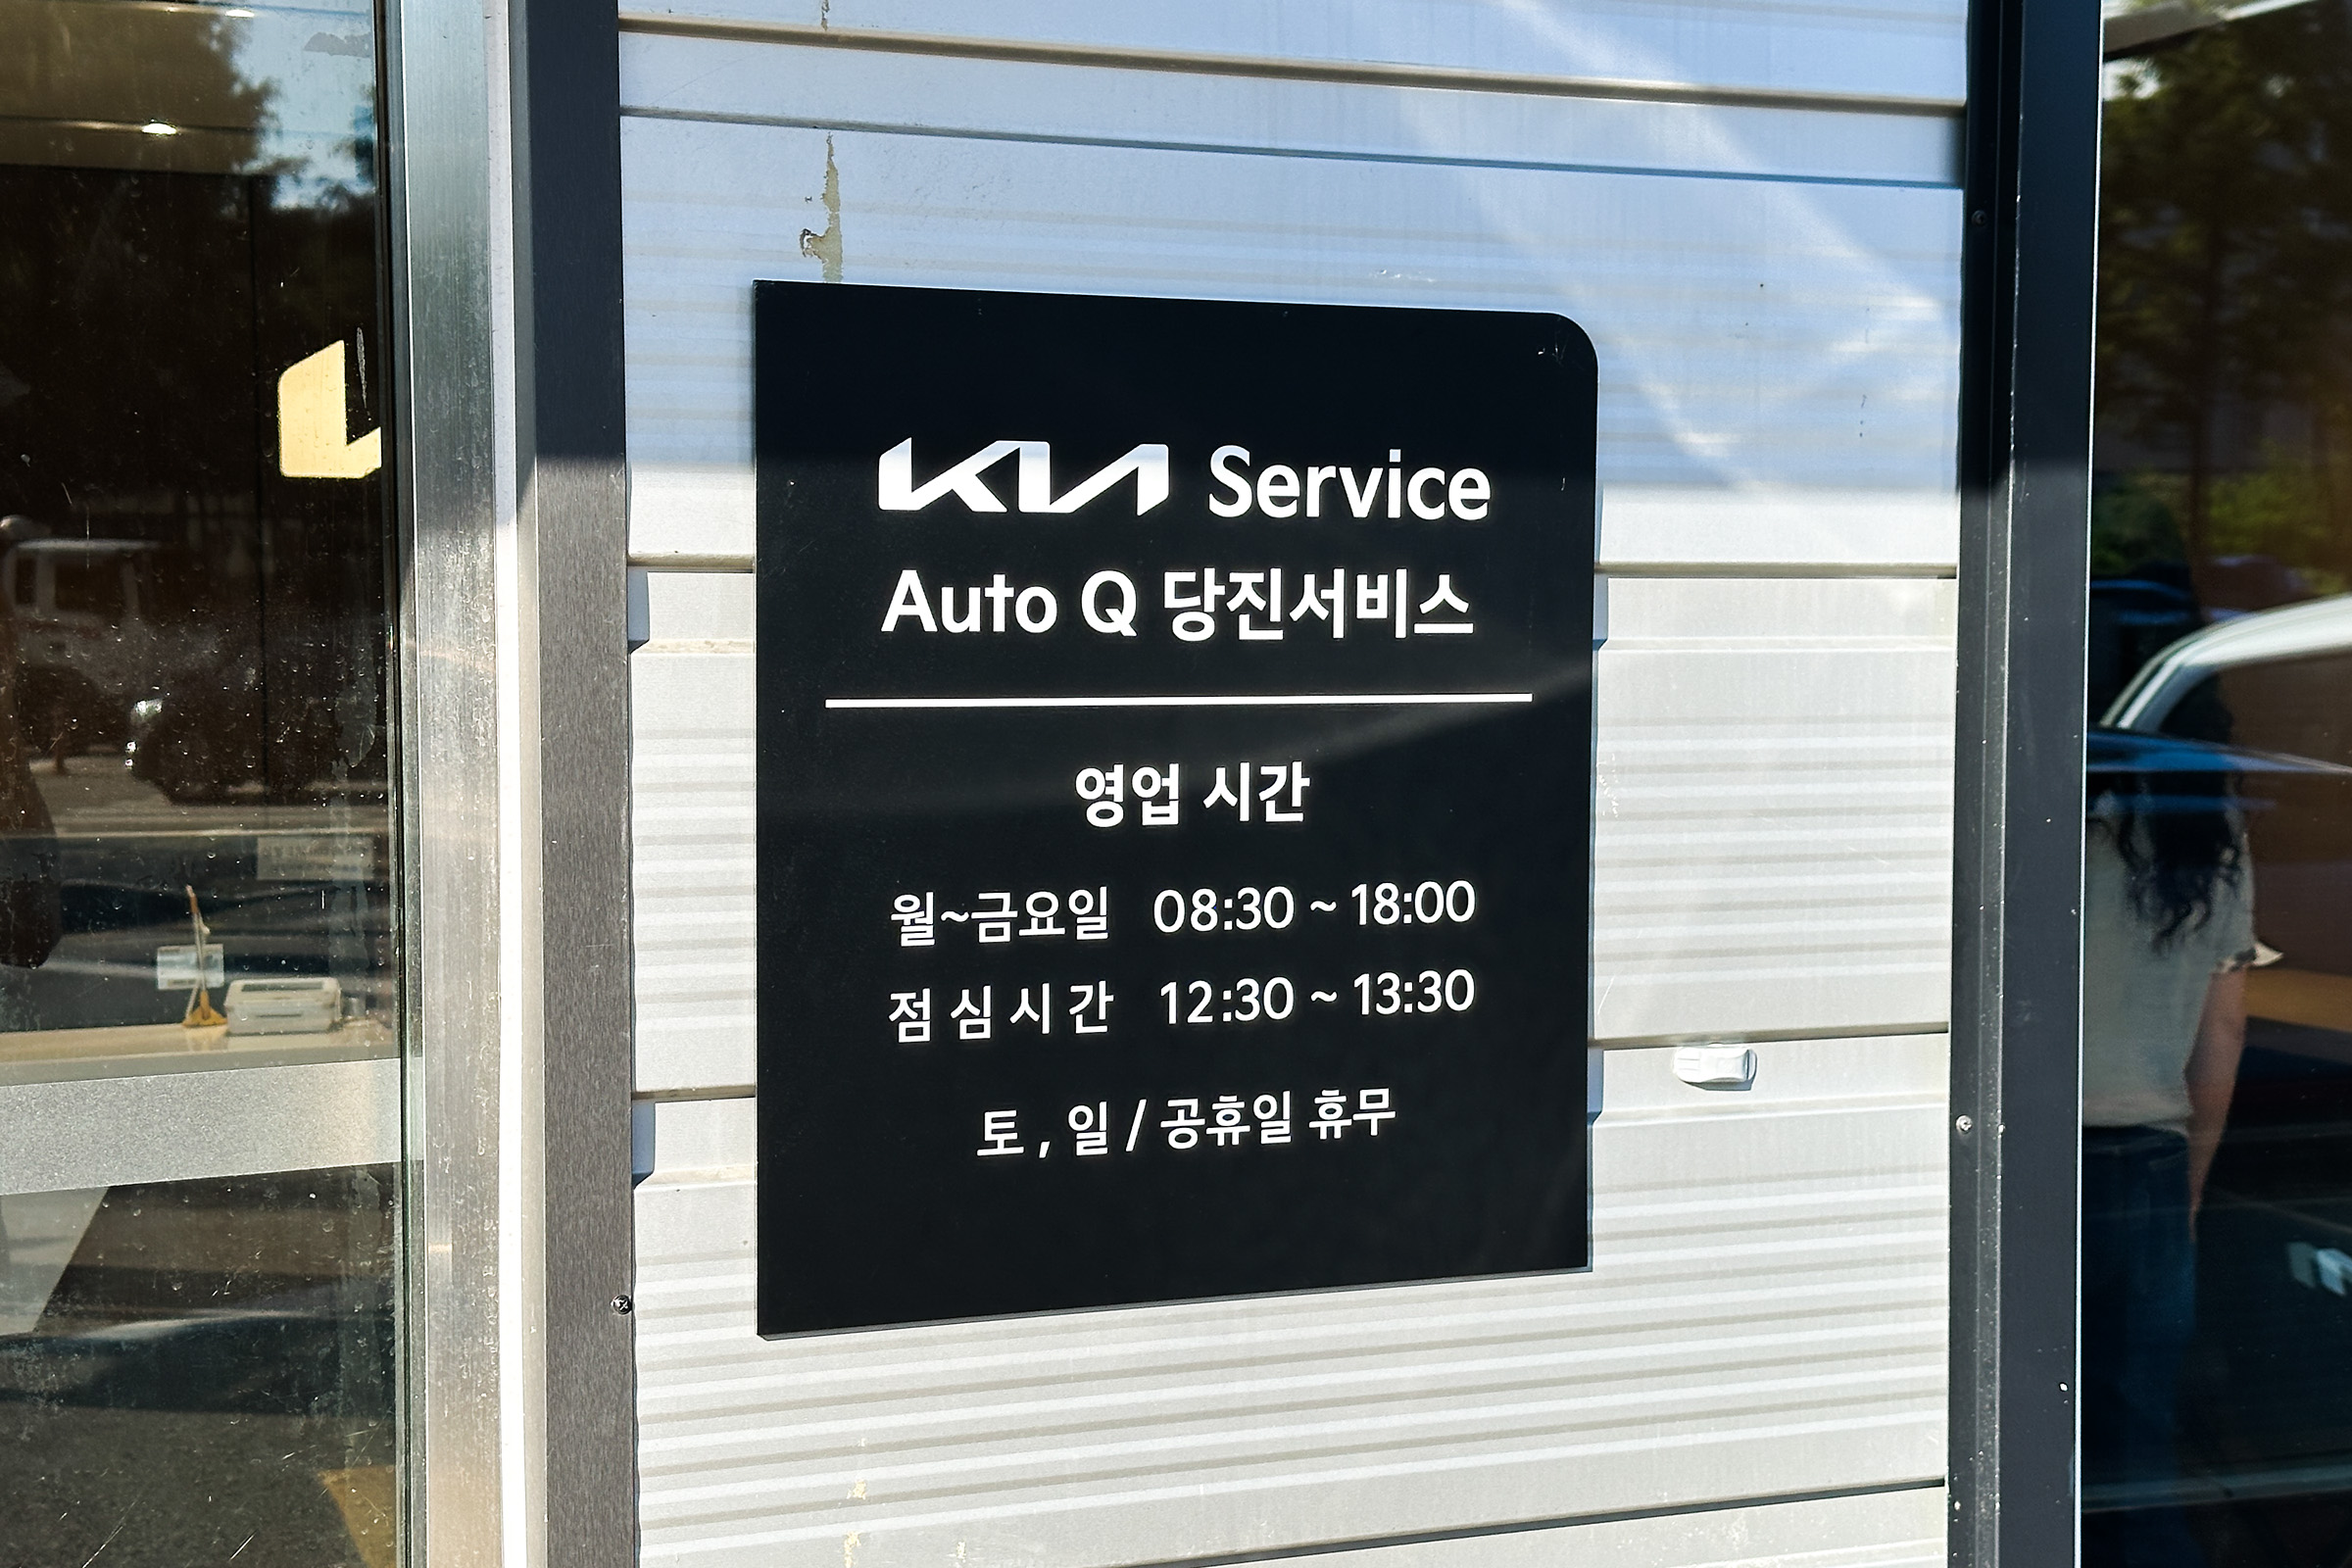 KIA Service
Auto Q 당진서비스
영업 시간
월~금요일 08:30 ~ 18:00
점심시간 12:30 ~ 13:30
토, 일 / 공휴일 휴무